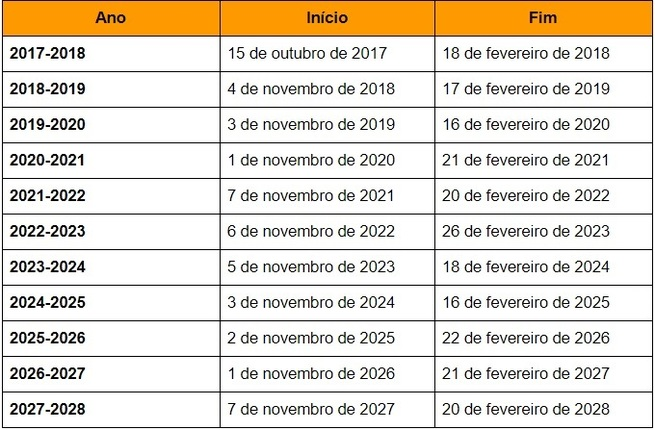 Ano Início Fim
2017-2018 15 de outubro de 2017 18 de fevereiro de 2018
2018-2019 4 de novembro de 2018 17 de fevereiro de 2019
2019-2020 3 de novembro de 2019 16 de fevereiro de 2020
2020-2021 1 de novembro de 2020 21 de fevereiro de 2021
2021-2022 7 de novembro de 2021 20 de fevereiro de 2022
2022-2023 6 de novembro de 2022 26 de fevereiro de 2023
2023-2024 5 de novembro de 2023 18 de fevereiro de 2024
2024-2025 3 de novembro de 2024 16 de fevereiro de 2025
2025-2026 2 de novembro de 2025 22 de fevereiro de 2026
2026-2027 1 de novembro de 2026 21 de fevereiro de 2027
2027-2028 7 de novembro de 2027 20 de fevereiro de 2028